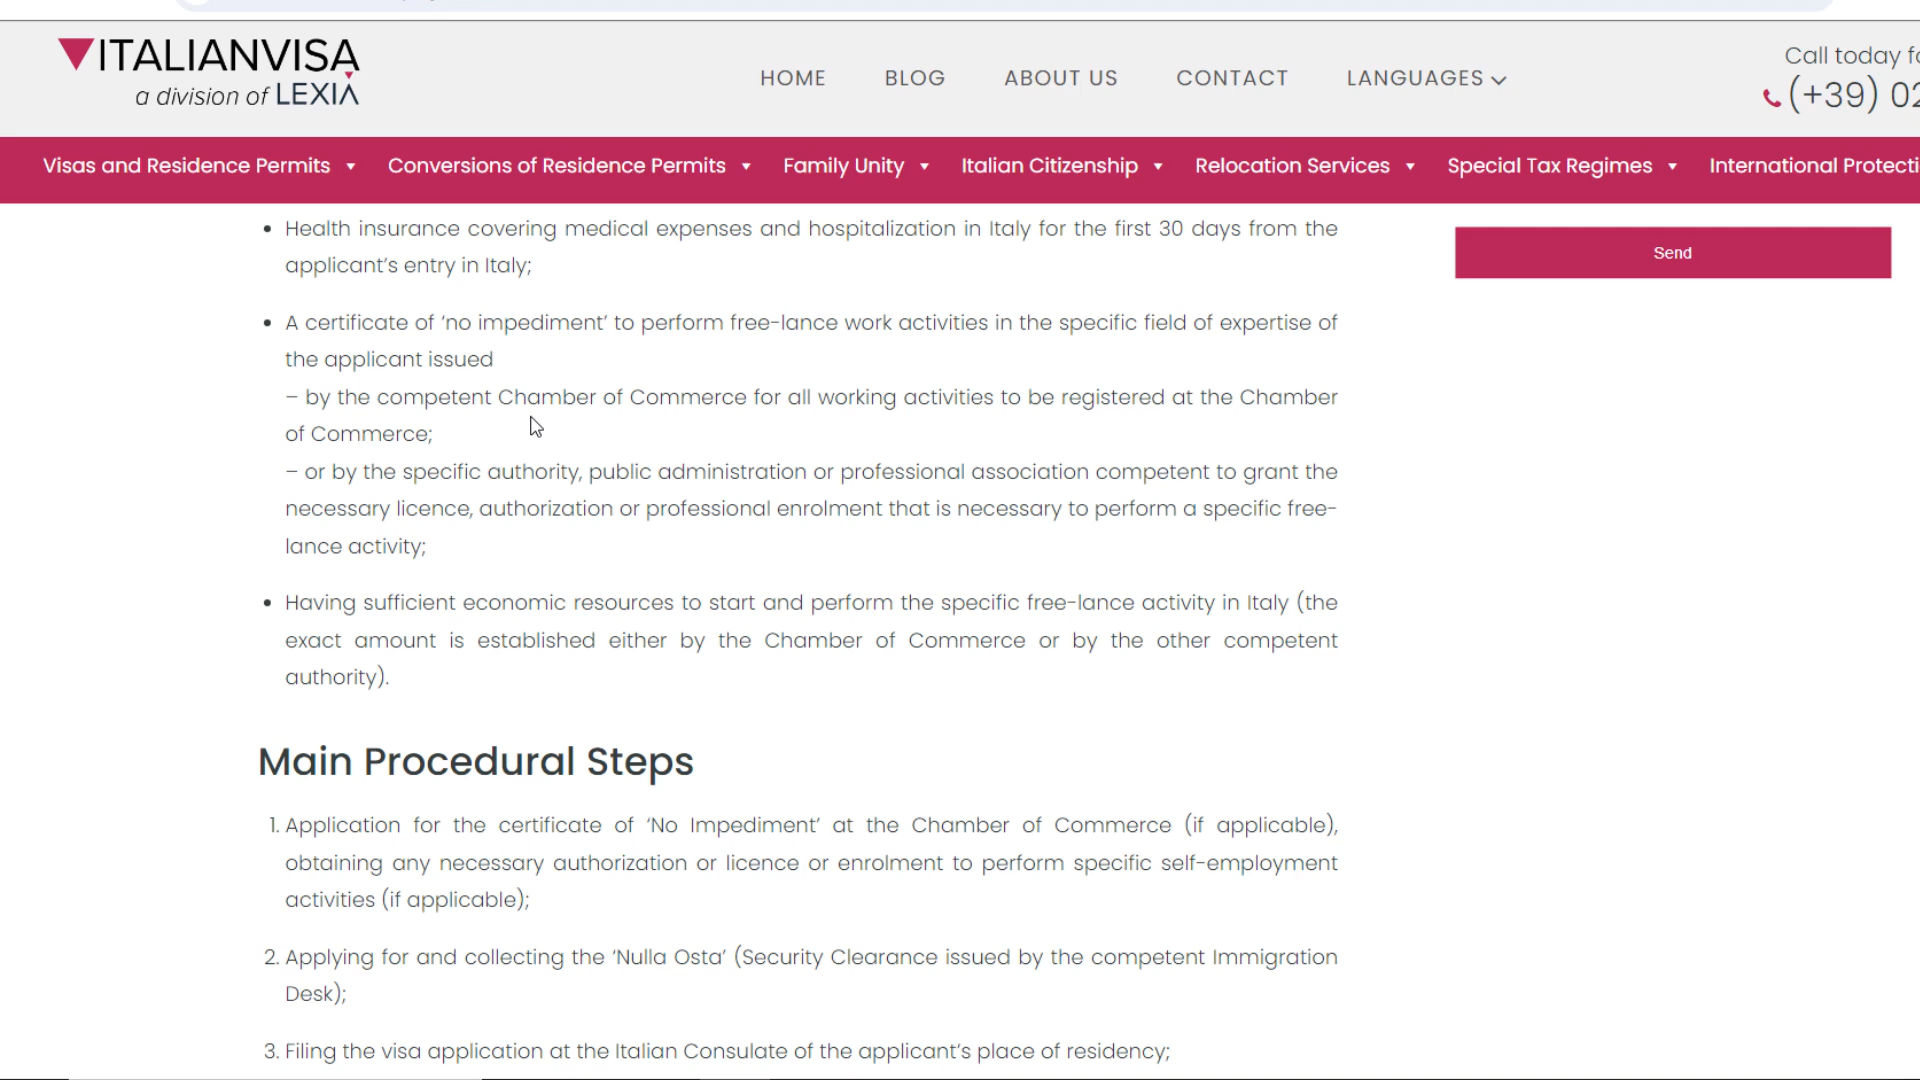 ITALIANVISA
a division of LEXIA
HOME
BLOG
ABOUT US
CONTACT
LANGUAGES
Call today
(+39)
Visas and Residence Permits
Conversions of Residence Permits
Family Unity
Italian Citizenship
Relocation Services
Special Tax Regimes
International
• Health insurance covering medical expenses and hospitalization in Italy for the first 30 days from the
applicant’s entry in Italy;
• A certificate of ‘no impediment’ to perform free-lance work activities in the specific field of expertise of
the applicant issued
– by the competent Chamber of Commerce for all working activities to be registered at the Chamber
of Commerce;
– or by the specific authority, public administration or professional association competent to grant the
necessary licence, authorization or professional enrolment that is necessary to perform a specific free-
lance activity;
• Having sufficient economic resources to start and perform the specific free-lance activity in Italy (the
exact amount is established either by the Chamber of Commerce or by the other competent
authority).
Send
Main Procedural Steps
1. Application for the certificate of ‘No Impediment’ at the Chamber of Commerce (if applicable),
obtaining any necessary authorization or licence or enrolment to perform specific self-employment
activities (if applicable);
2. Applying for and collecting the ‘Nulla Osta’ (Security Clearance issued by the competent Immigration
Desk);
3. Filing the visa application at the Italian Consulate of the applicant’s place of residency;